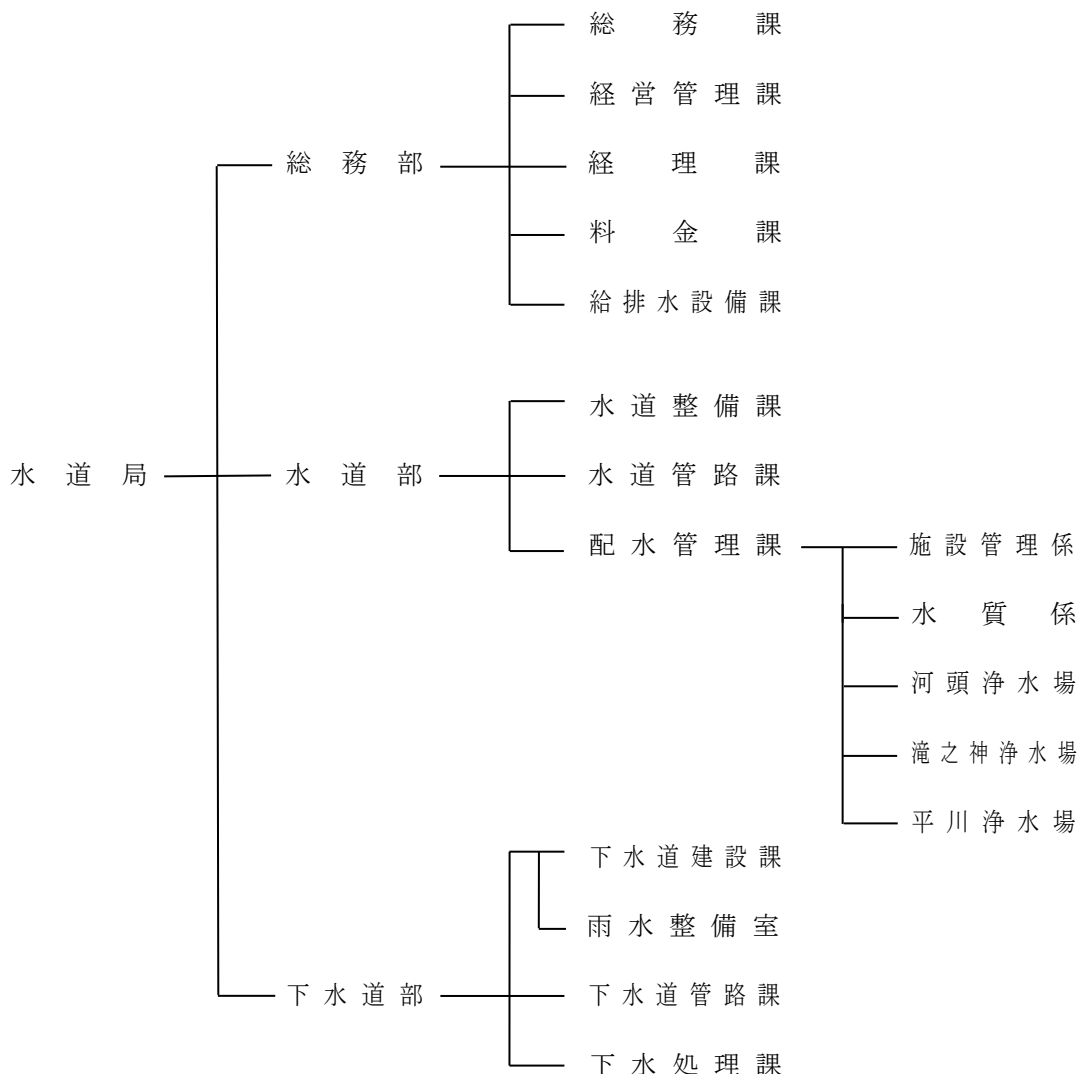 総務課
経営管理課
総務部
経理課
料金課
給排水設備課
水道整備課
水道局
水道部
水道管路課
配水管理課
施設管理係
水質係
河頭浄水場
滝之神浄水場
平川浄水場
下水道建設課
雨水整備室
下水道部
下水道管路課
下水処理課